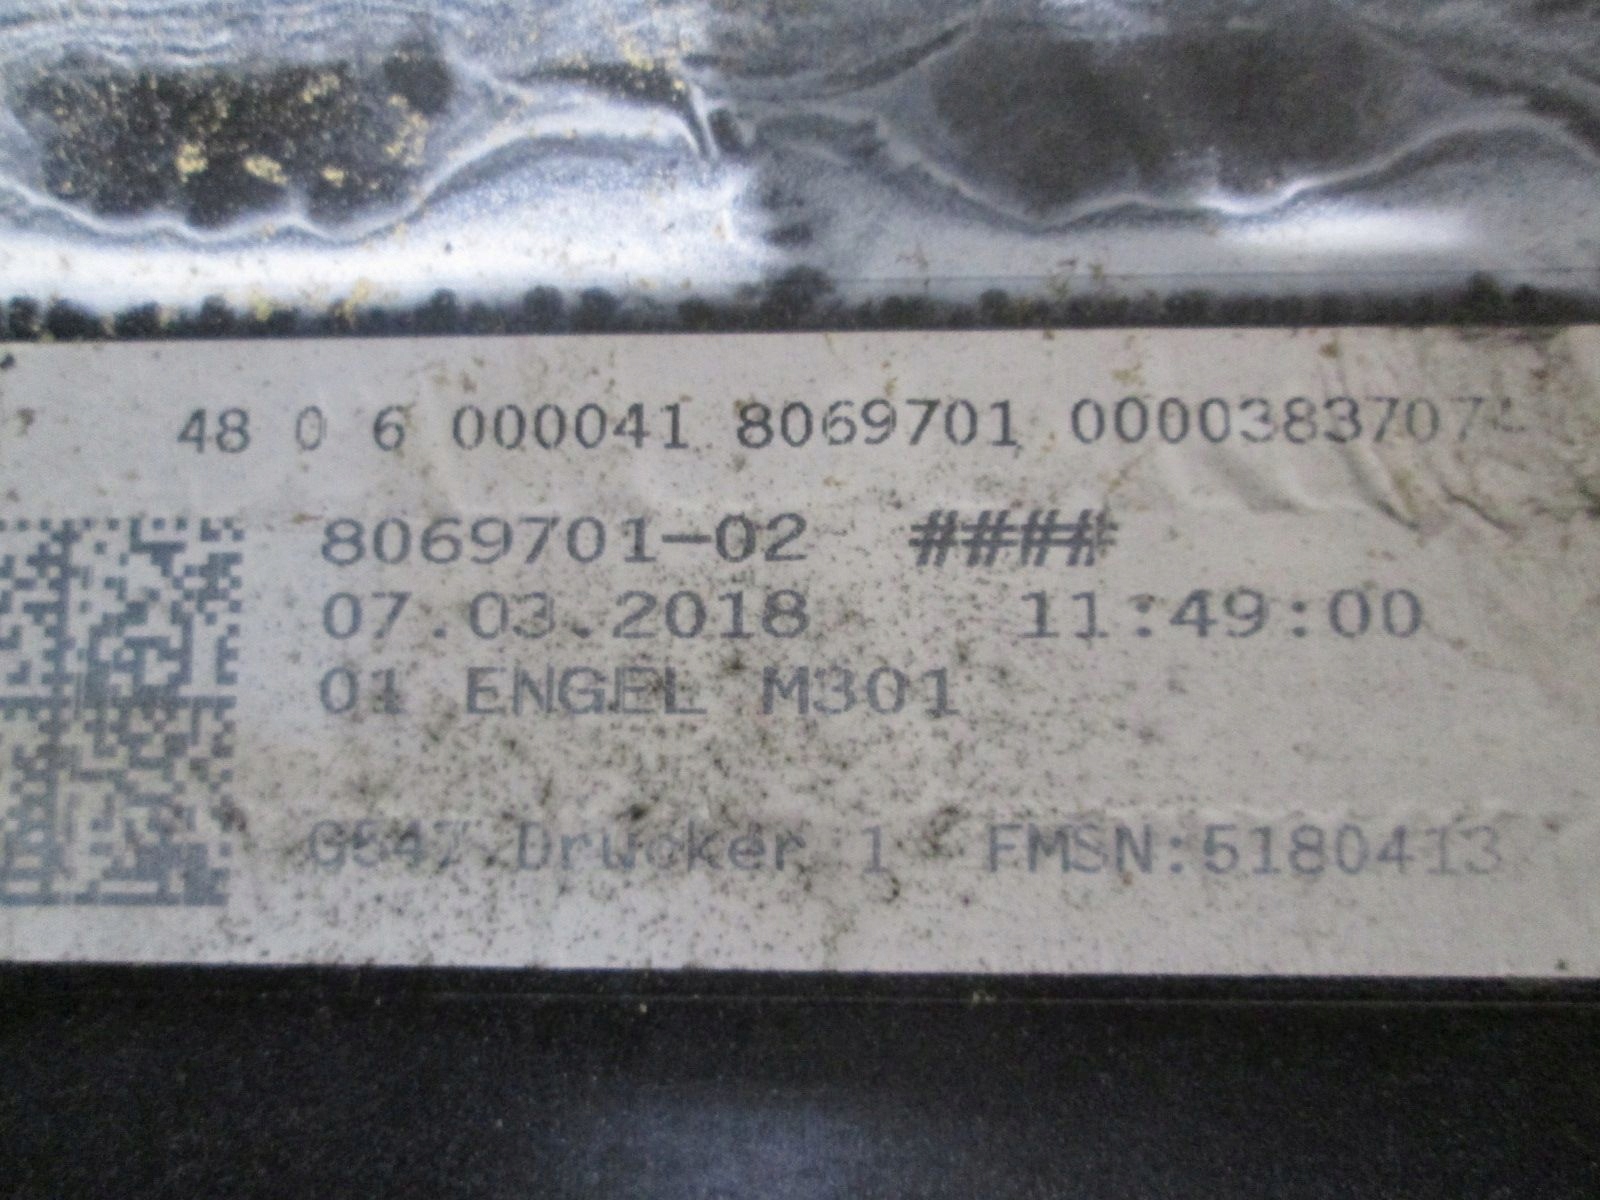 48 0 6 000041 8069701
8069701-02 ####
07.03.2018 11:49:00
01 ENGEL M301
G547 Drucker 1 FMSN:5180413